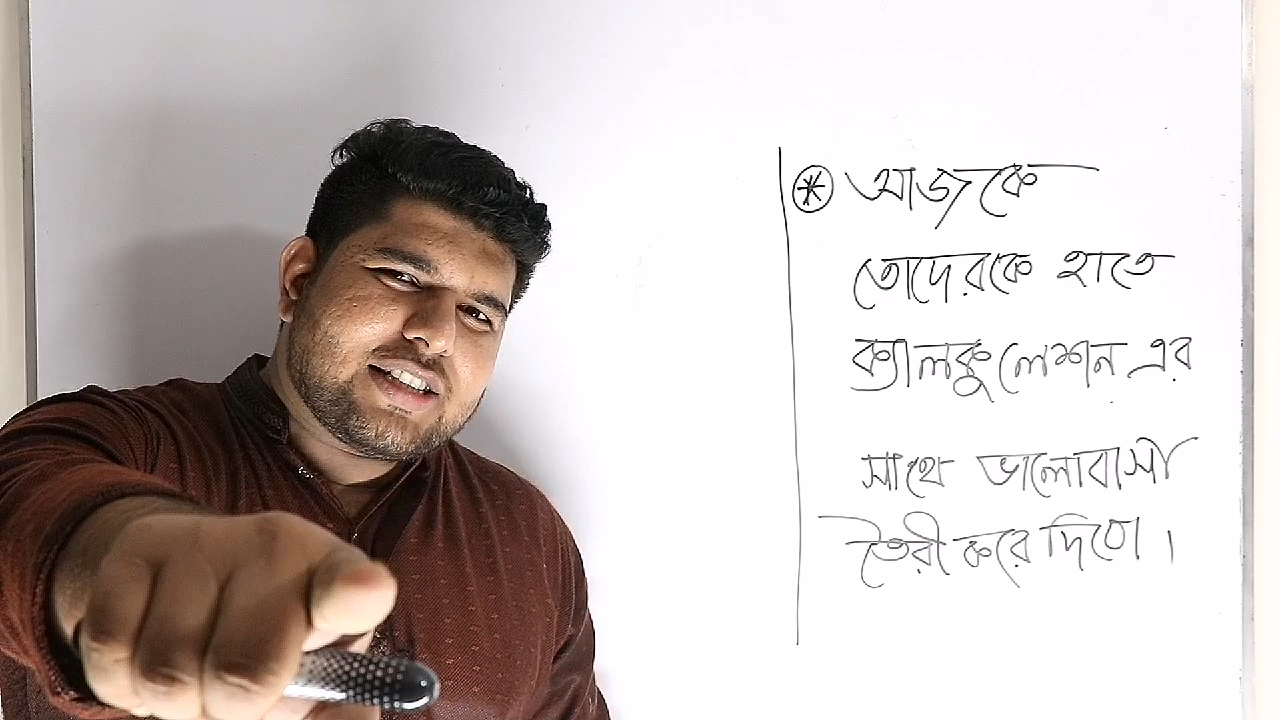 ⊛ আজকে
তোদেরকে হাতে
ক্যালকুলেশন এর
সাথে ভালোবাসা
তৈরী করে দিবো।